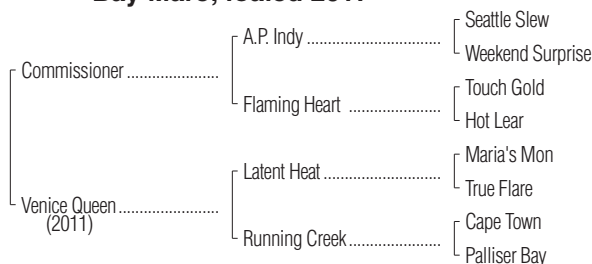 Bay Mare; foaled
Seattle Slew
A.P. Indy ..................................
Weekend Surprise
Commissioner .......................
Touch Gold
Flaming Heart .......................
Hot Lear
Maria's Mon
Latent Heat .............................
True Flare
Venice Queen .........................
(2011)
Cape Town
Running Creek .......................
Palliser Bay